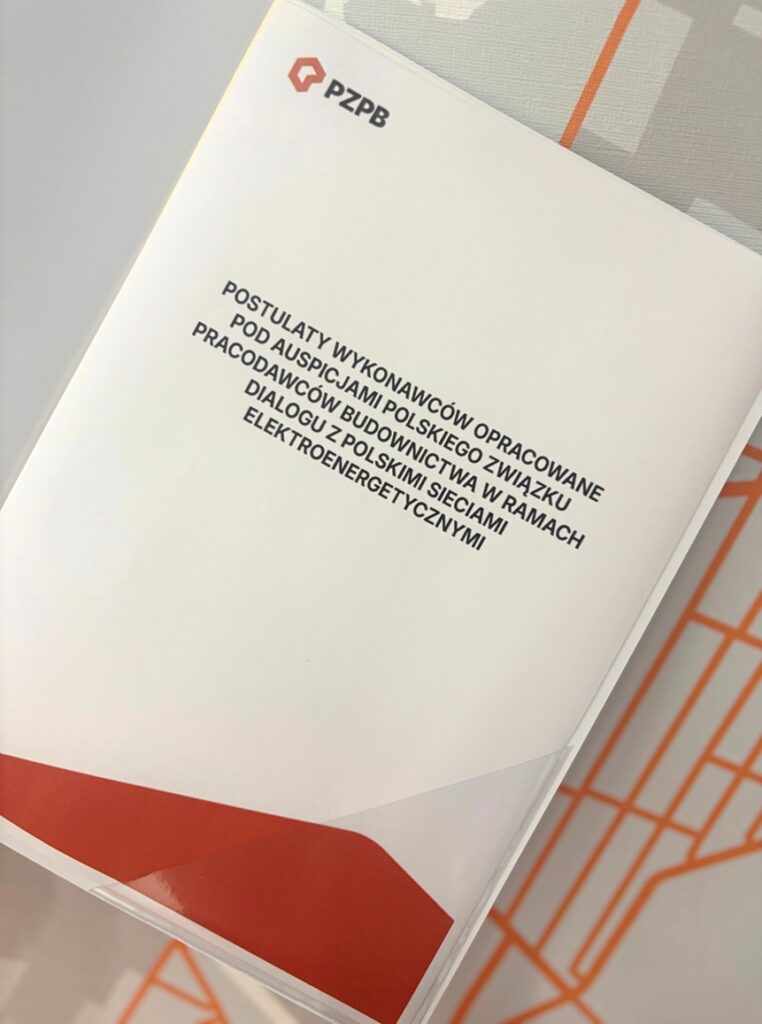 PZPB
POSTULATY WYKONAWCÓW OPRACOWANE
POD AUSPICJAMI POLSKIEGO ZWIĄZKU
PRACODAWCÓW BUDOWNICTWA W RAMACH
DIALOGU Z POLSKIMI SIECIAMI
ELEKTROENERGETYCZNYMI